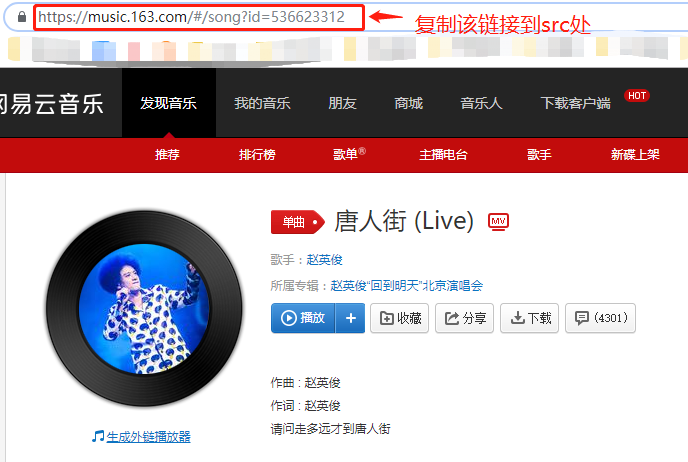 https://music.163.com/#/song?id=536623312
复制该链接到src处
网易云音乐
发现音乐 我的音乐 朋友 商城 音乐人 下载客户端 HOT
推荐 排行榜 歌单® 主播电台 歌手 新碟上架
单曲 唐人街 (Live) MV
歌手：赵英俊
所属专辑：赵英俊“回到明天”北京演唱会
播放 + 收藏 分享 下载 (4301)
作曲 : 赵英俊
作词 : 赵英俊
请问走多远才到唐人街
生成外链播放器